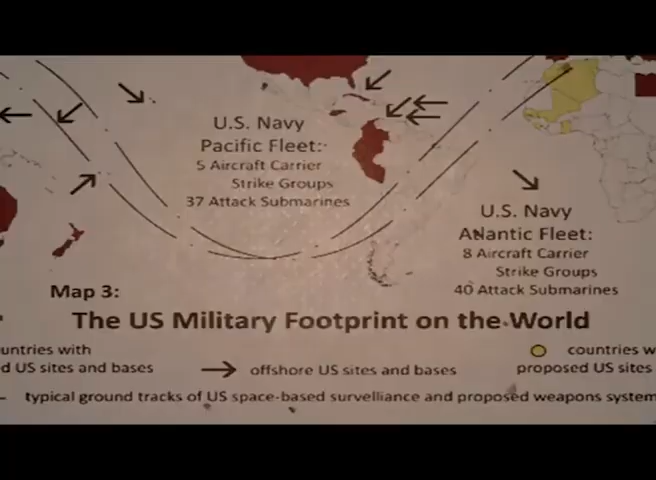 U.S. Navy
Pacific Fleet:
5 Aircraft Carrier
Strike Groups
37 Attack Submarines
U.S. Navy
Atlantic Fleet:
8 Aircraft Carrier
Strike Groups
40 Attack Submarines
Map 3:
The US Military Footprint on the World
untries with
d US sites and bases
offshore US sites and bases
countries w
proposed US sites
typical ground tracks of US space-based survelliance and proposed weapons system